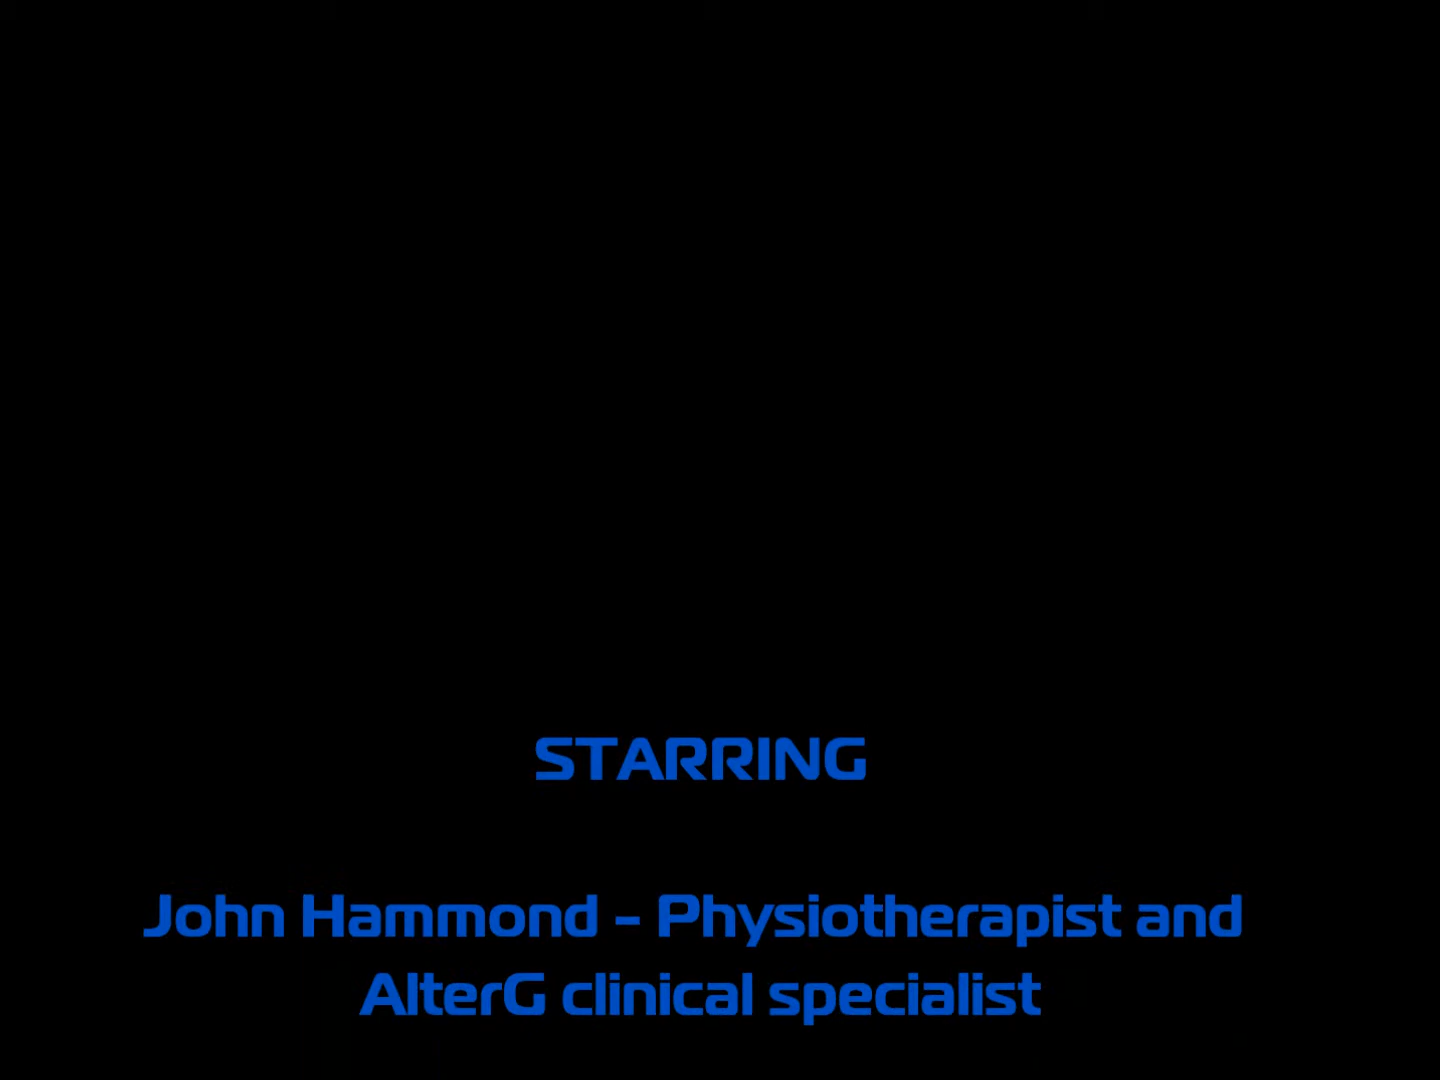 STARRING
John Hammond - Physiotherapist and
AlterG clinical specialist